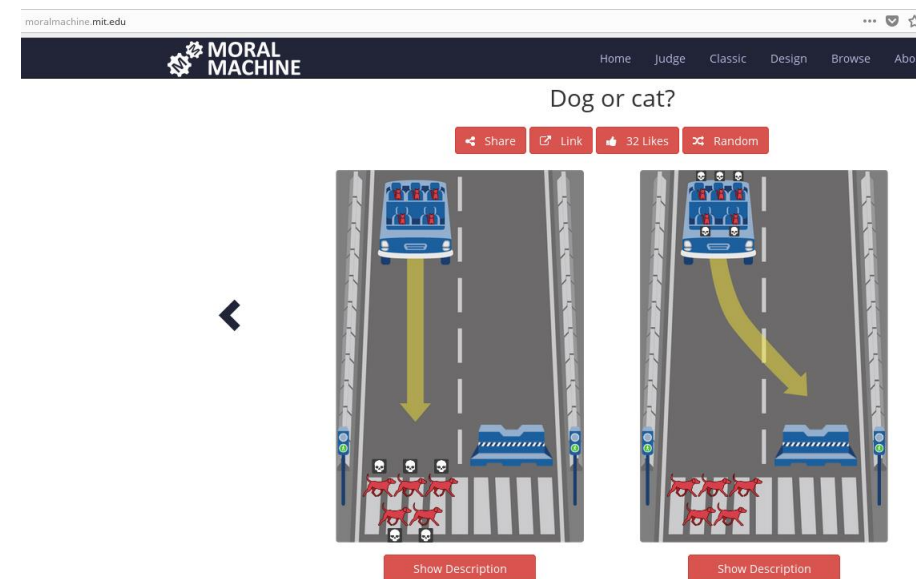 moralmachine.mit.edu
MORAL
MACHINE
Home Judge Classic Design Browse Abo
Dog or cat?
Share Link 32 Likes Random
Show Description Show Description